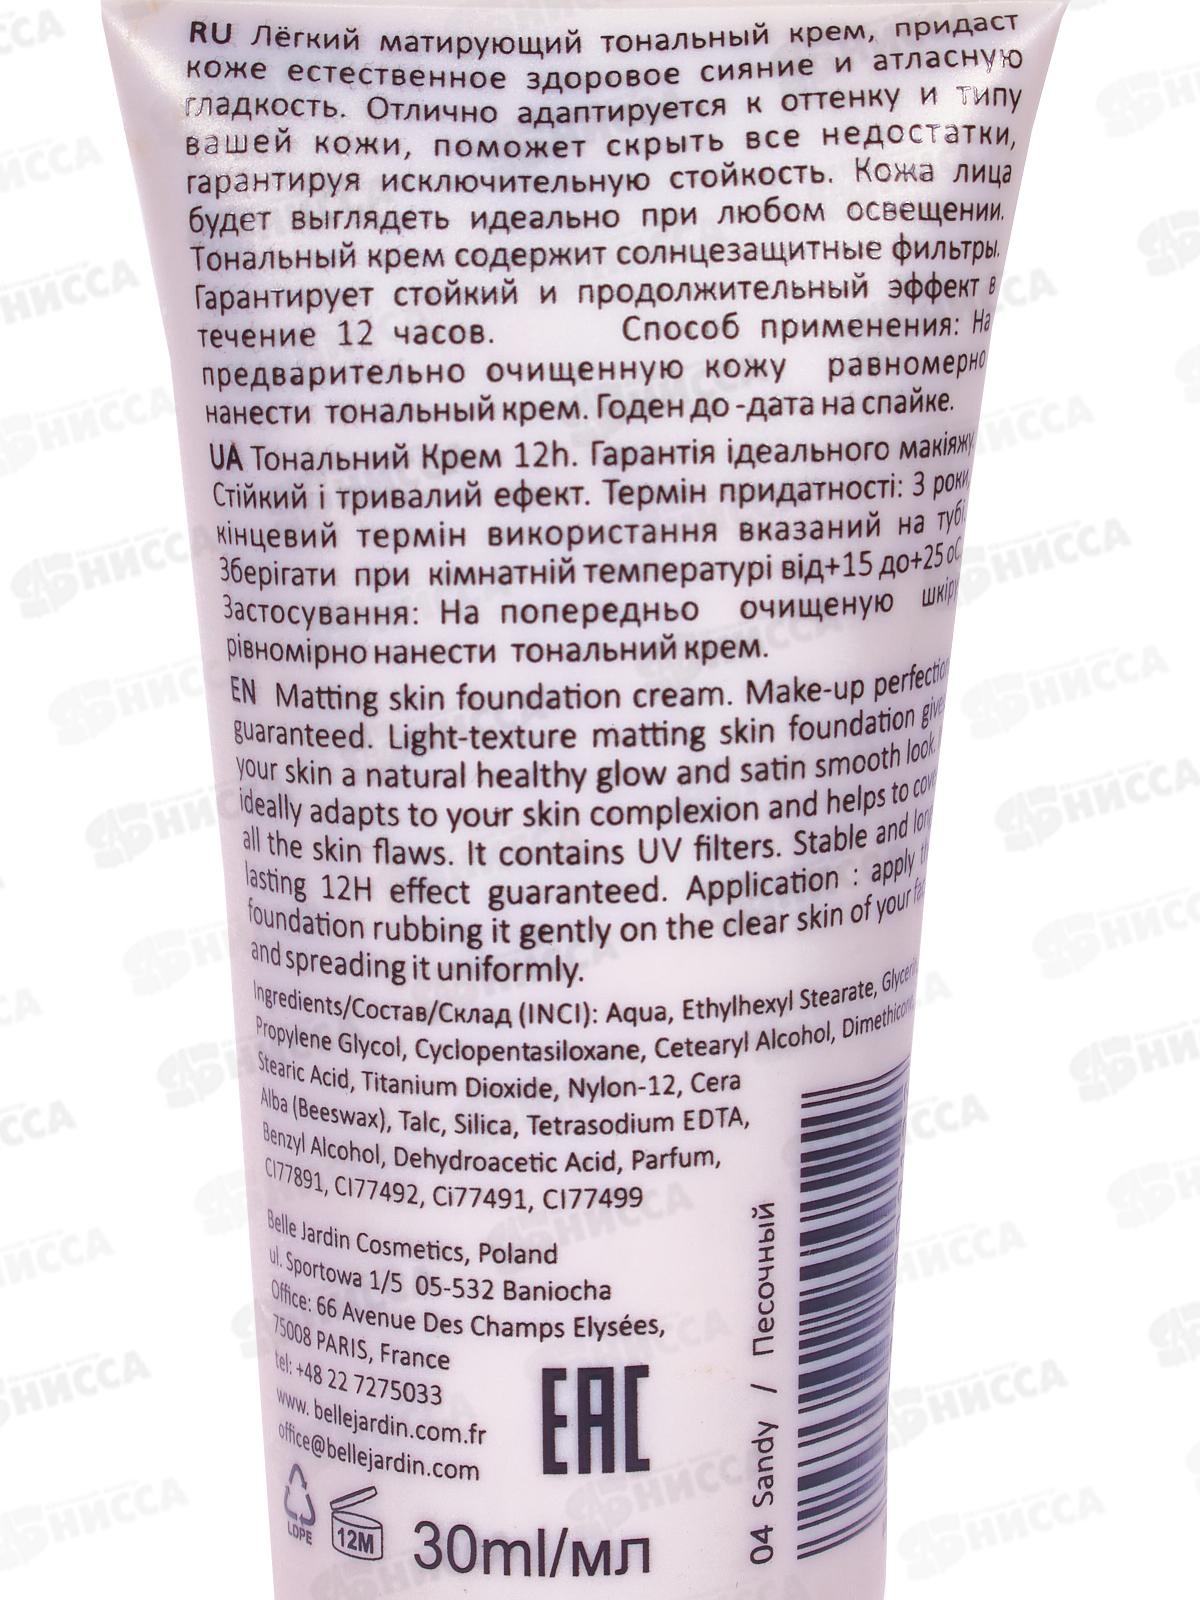 RU Лёгкий матирующий тональный крем, придаст
коже естественное здоровое сияние и атласную
гладкость. Отлично адаптируется к оттенку и типу
вашей кожи, поможет скрыть все недостатки,
гарантируя исключительную стойкость. Кожа лица
будет выглядеть идеально при любом освещении.
Тональный крем содержит солнцезащитные фильтры.
Гарантирует стойкий и продолжительный эффект в
течение 12 часов. Способ применения: На
предварительно очищенную кожу равномерно
нанести тональный крем. Годен до -дата на спайке.
UA Тональний Крем 12h. Гарантія ідеального макіяжу
Стійкий і тривалий ефект. Термін придатності: 3 роки,
кінцевий термін використання вказаний на тубі.
Зберігати при кімнатній температурі від+15 до+25 оС
Застосування: На попередньо очищеную шкіру
рівномірно нанести тональний крем.
EN Matting skin foundation cream. Make-up perfection
guaranteed. Light-texture matting skin foundation
your skin a natural healthy glow and satin smooth look.
ideally adapts to your skin complexion and helps to
all the skin flaws. It contains UV filters. Stable and
lasting 12H effect guaranteed. Application : apply
foundation rubbing it gently on the clear skin of your
and spreading it uniformly.
Ingredients/Состав/Склад (INCI): Aqua, Ethylhexyl Stearate,
Propylene Glycol, Cyclopentasiloxane, Cetearyl Alcohol,
Stearic Acid, Titanium Dioxide, Nylon-12, Cera
Alba (Beeswax), Talc, Silica, Tetrasodium EDTA,
Benzyl Alcohol, Dehydroacetic Acid, Parfum,
CI77891, CI77492, Ci77491, CI77499
Belle Jardin Cosmetics, Poland
ul. Sportowa 1/5 05-532 Baniocha
Office: 66 Avenue Des Champs Elysées,
75008 PARIS, France
tel: +48 22 7275033
www. bellejardin.com.fr
office@bellejardin.com
EAC
LDPE
12M
30ml/мл
04 Sandy / Песочный
НИССА